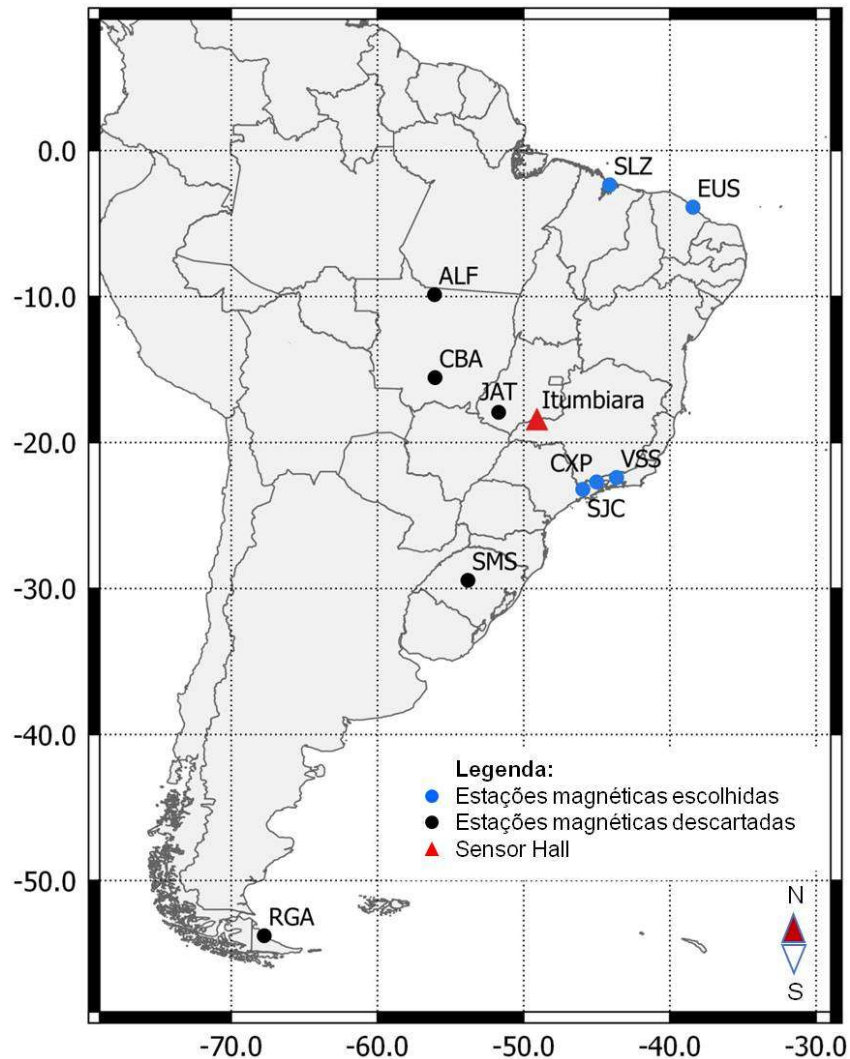 0.0
-10.0
-20.0
-30.0
-40.0
-50.0
SLZ
EUS
ALF
CBA
JAT
Itumbiara
CXP
VSS
SJC
SMS
Legenda:
Estações magnéticas escolhidas
Estações magnéticas descartadas
Sensor Hall
RGA
N
S
-70.0
-60.0
-50.0
-40.0
-30.0